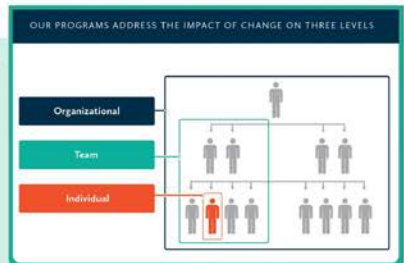 OUR PROGRAMS ADDRESS THE IMPACT OF CHANGE ON THREE LEVELS
Organizational
Team
Individual